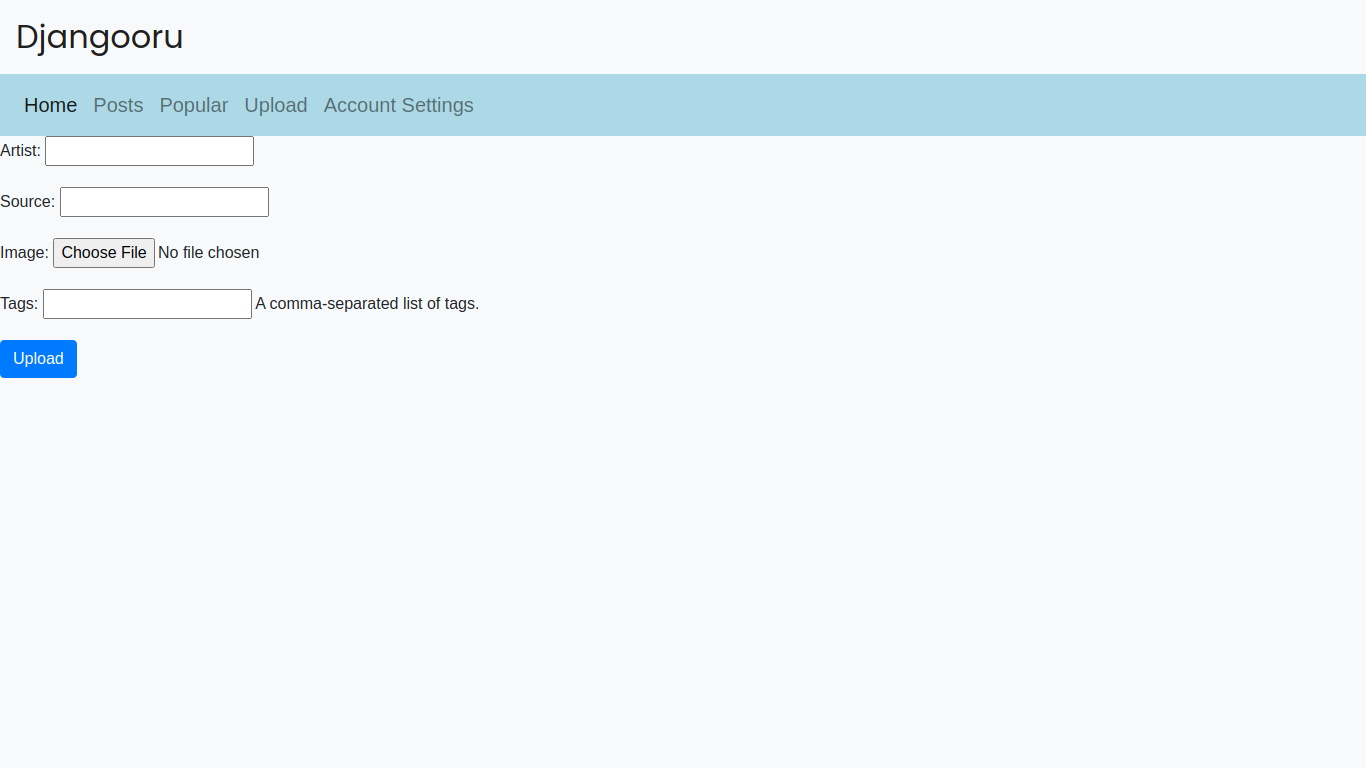 Djangooru
Home Posts Popular Upload Account Settings
Artist:
Source:
Image: Choose File No file chosen
Tags: A comma-separated list of tags.
Upload